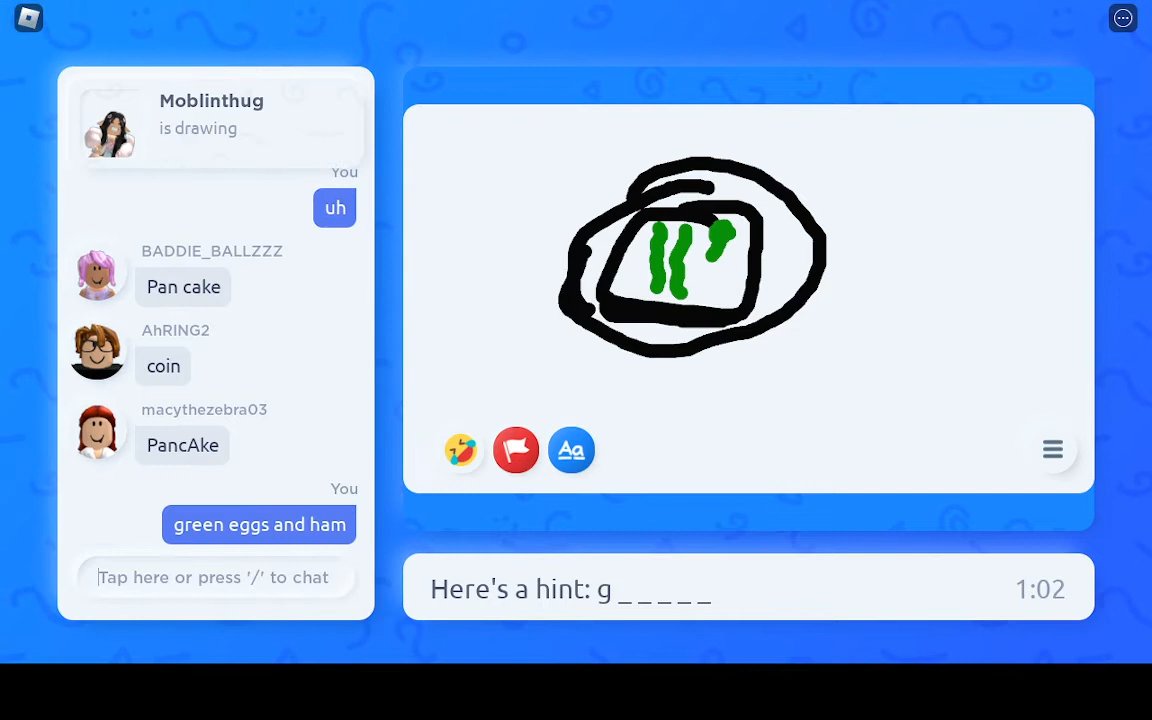 Moblinthug
is drawing
You
uh
BADDIE_BALLZZZ
Pan cake
AhRING2
coin
macythezebra03
PancAke
You
green eggs and ham
Tap here or press '/' to chat
Aa
Here's a hint: g _ _ _ _ _
1:02